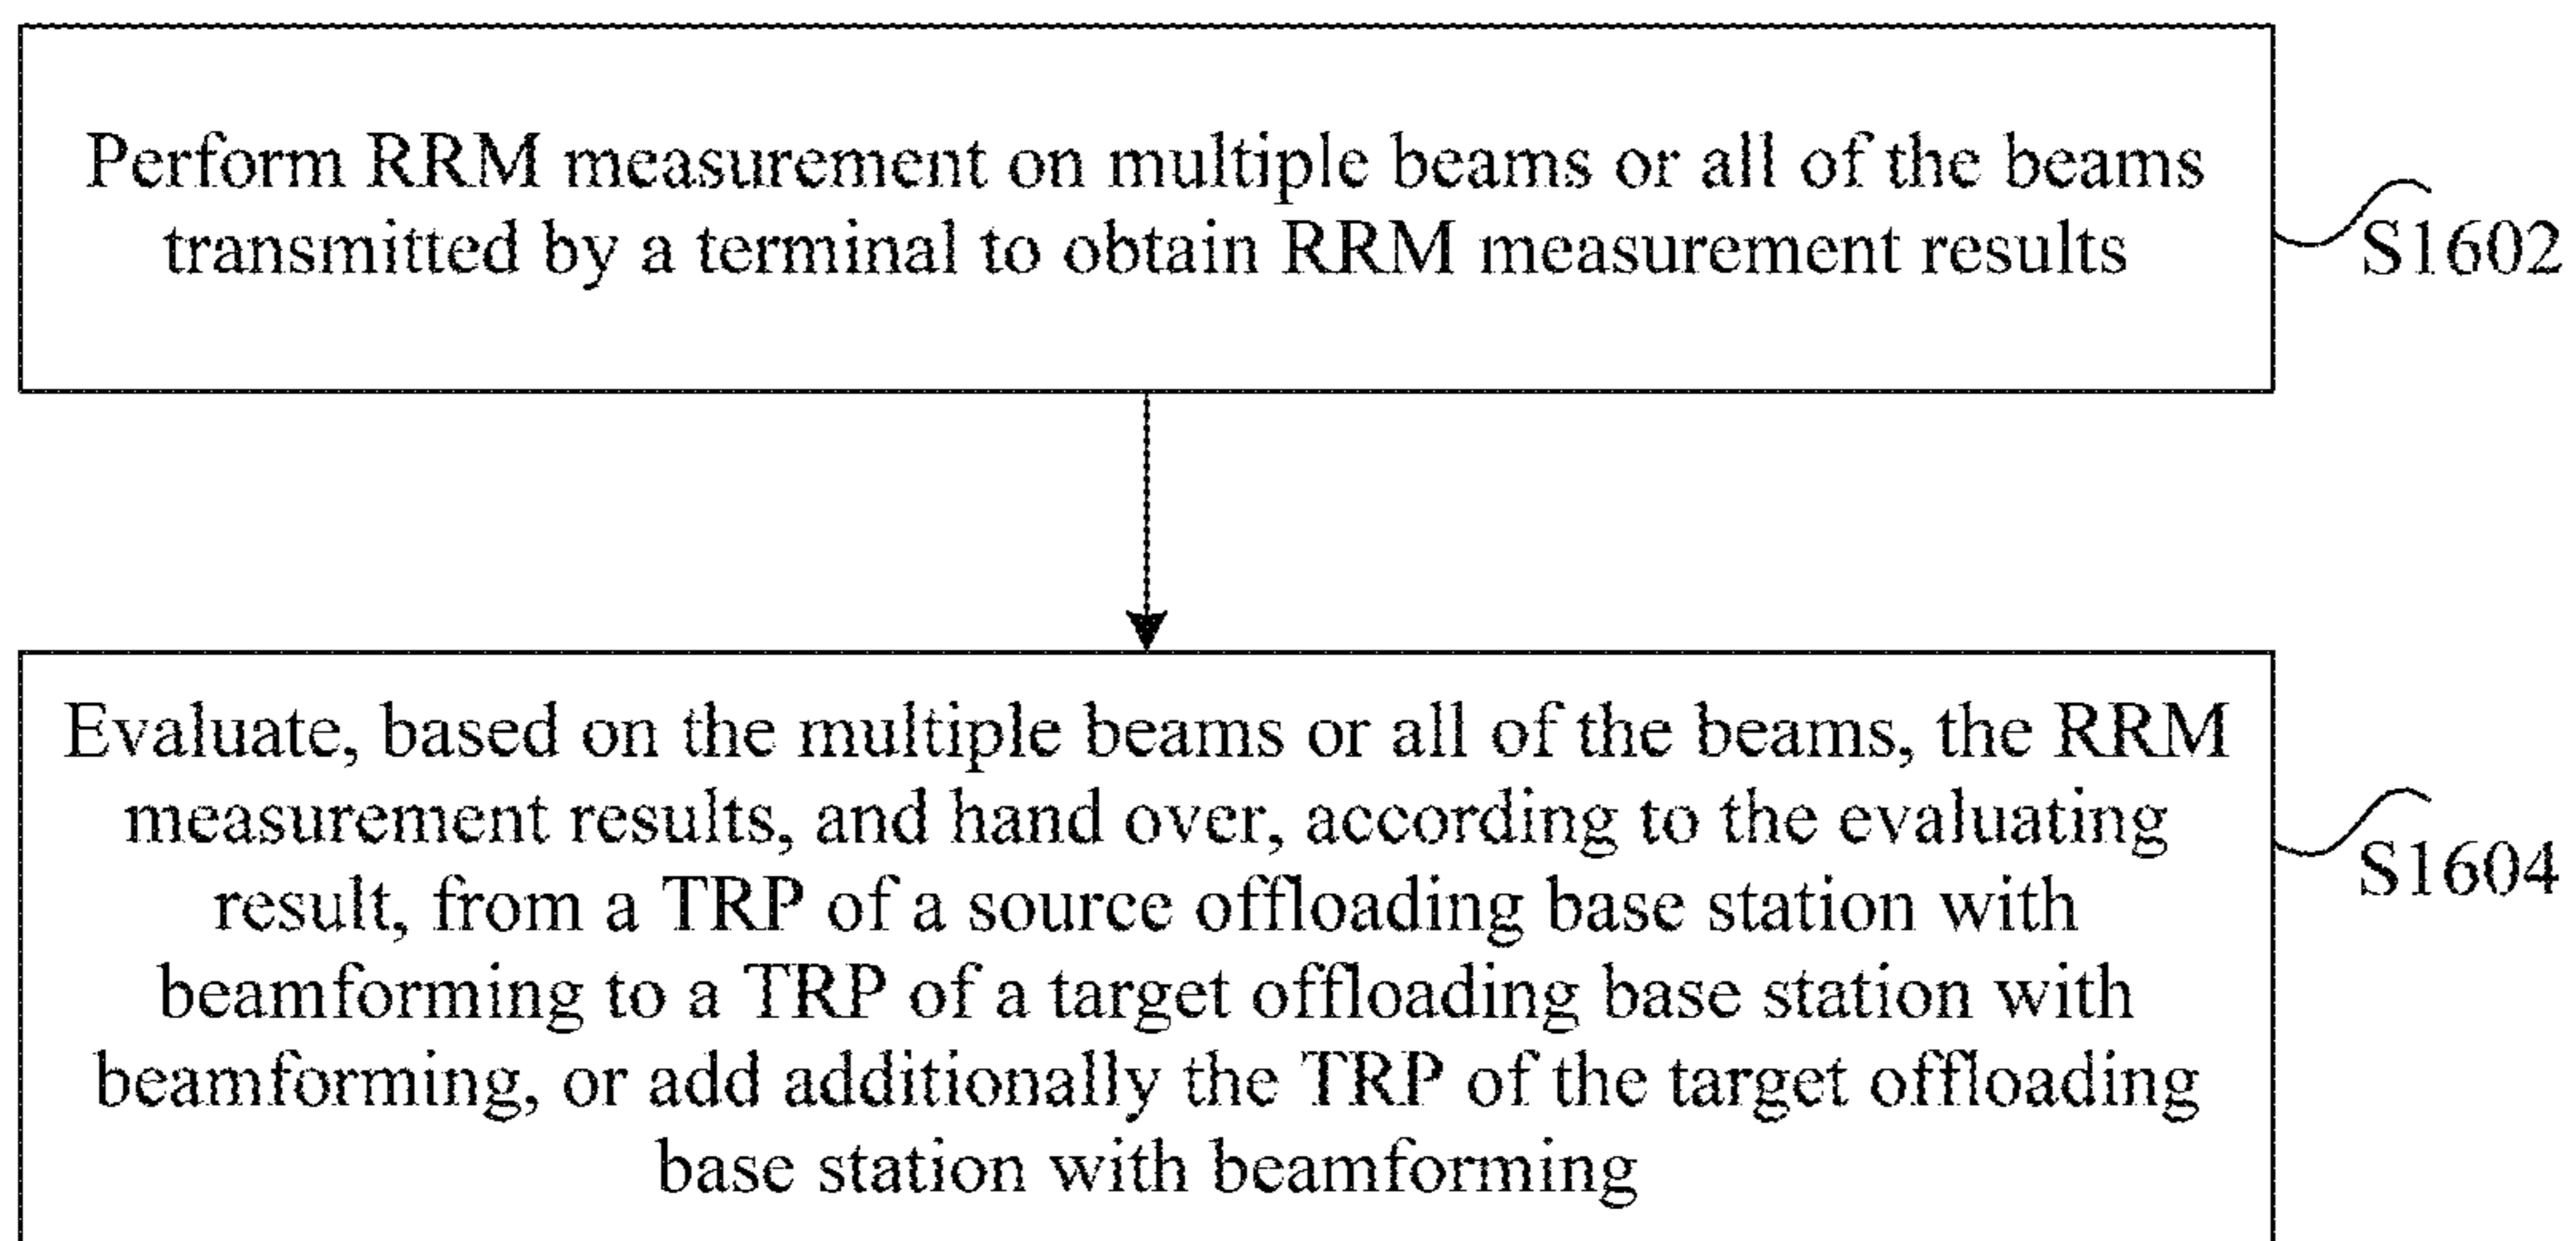 Perform RRM measurement on multiple beams or all of the beams
transmitted by a terminal to obtain RRM measurement results
S1602
Evaluate, based on the multiple beams or all of the beams, the RRM
measurement results, and hand over, according to the evaluating
result, from a TRP of a source offloading base station with
beamforming to a TRP of a target offloading base station with
beamforming, or add additionally the TRP of the target offloading
base station with beamforming
S1604